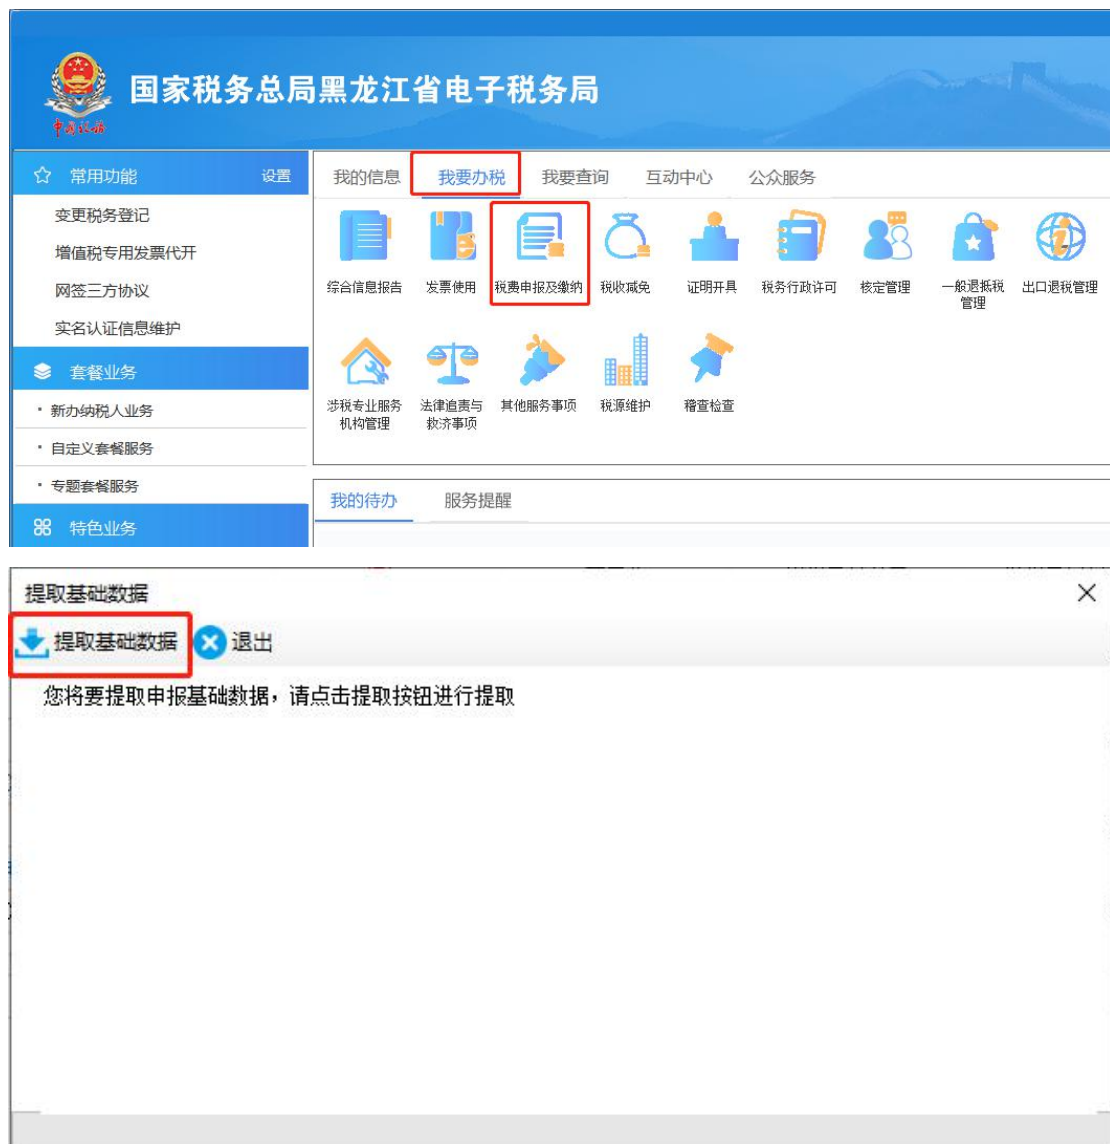 国家税务总局黑龙江省电子税务局
中国税务
常用功能 设置
变更税务登记
增值税专用发票代开
网签三方协议
实名认证信息维护
套餐业务
新办纳税人业务
自定义套餐服务
专题套餐服务
特色业务
我的信息 我要办税 我要查询 互动中心 公众服务
综合信息报告 发票使用 税费申报及缴纳 税收减免 证明开具 税务行政许可 核定管理 一般退抵税 出口退税管理
管理
涉税专业服务 法律追责与 其他服务事项 税源维护 稽查检查
机构管理 救济事项
我的待办 服务提醒
提取基础数据
提取基础数据 退出
您将要提取申报基础数据，请点击提取按钮进行提取